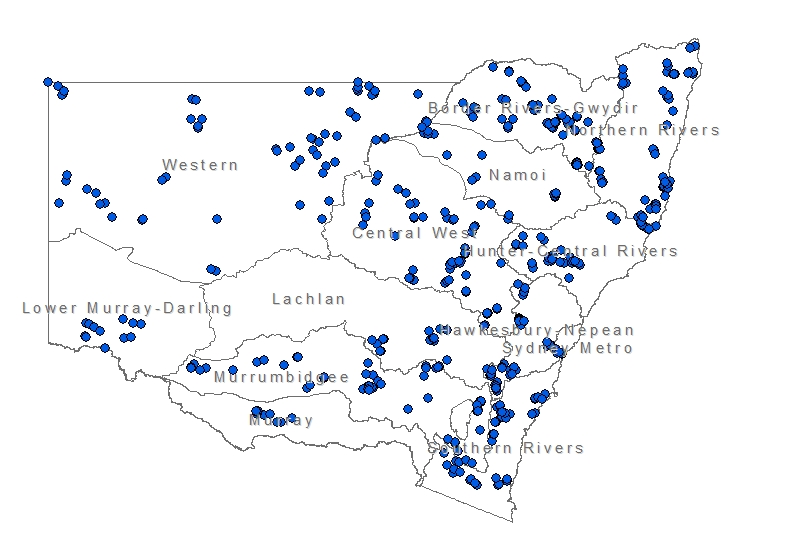 Border Rivers-Gwydir
Northern Rivers
Western
Namoi
Central West
Hunter-Central Rivers
Lachlan
Lower Murray-Darling
Hawkesbury-Nepean
Sydney Metro
Murrumbidgee
Murray
Southern Rivers